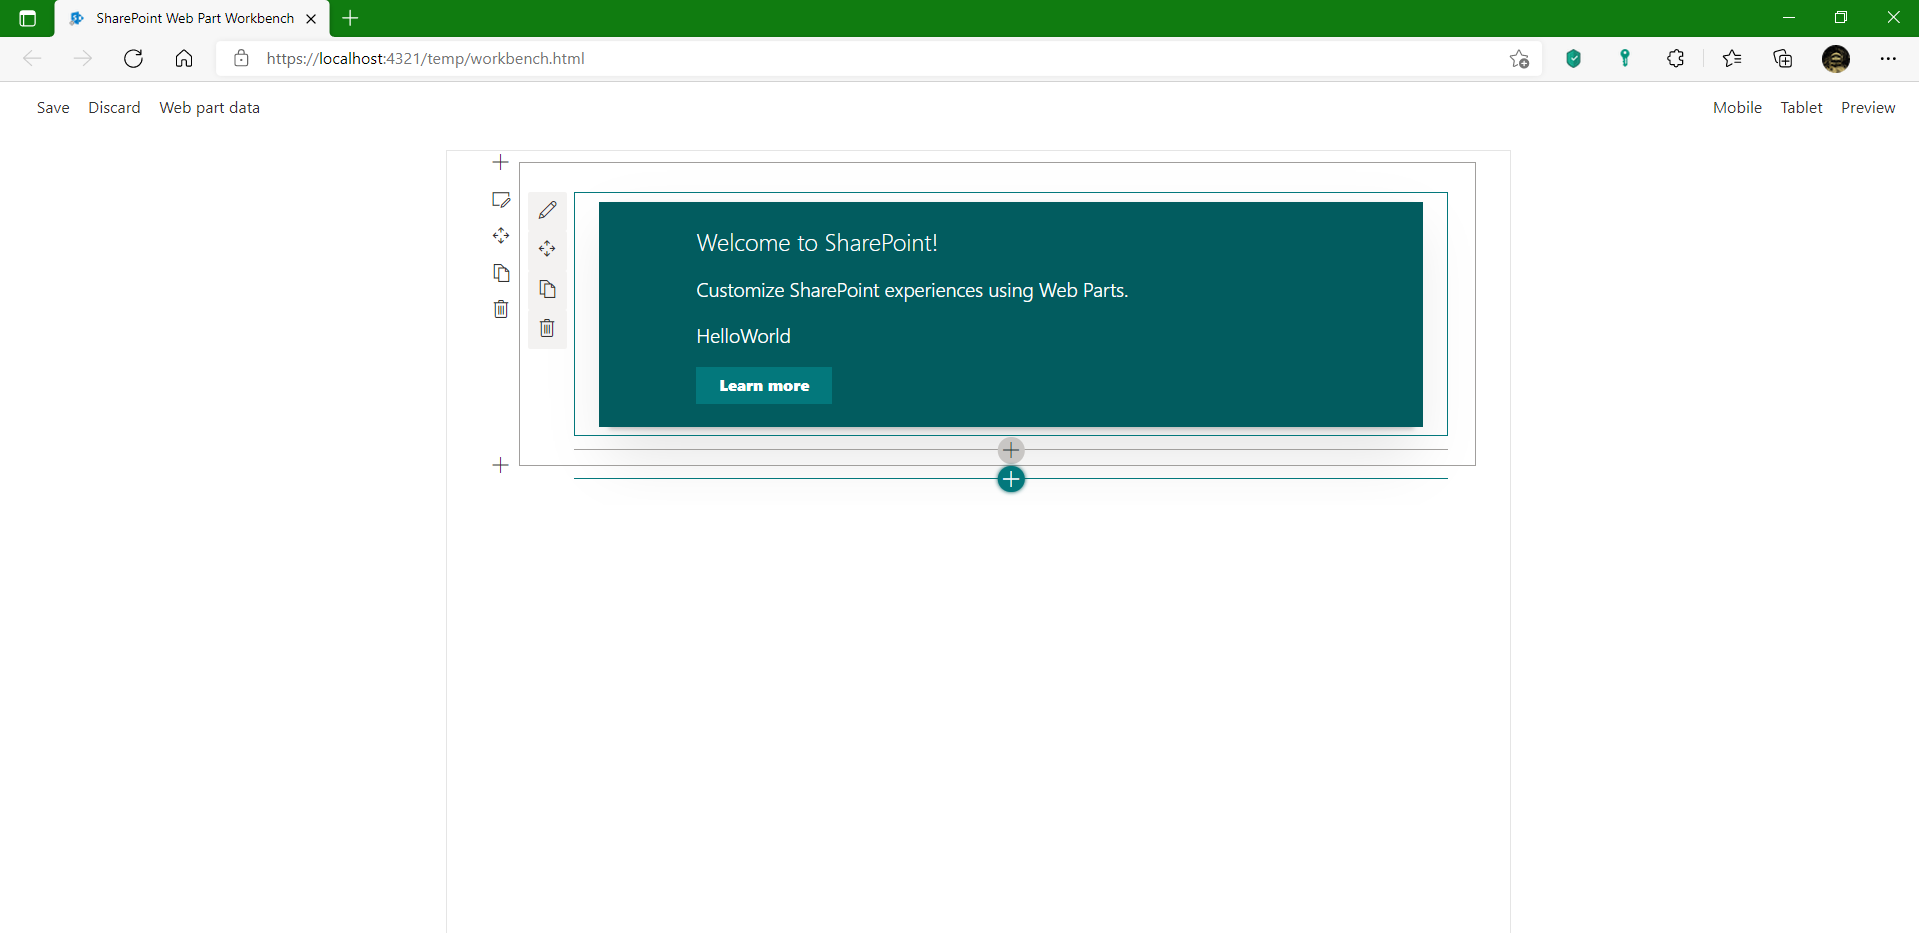 SharePoint Web Part Workbench
https://localhost:4321/temp/workbench.html
Save Discard Web part data Mobile Tablet Preview
Welcome to SharePoint!
Customize SharePoint experiences using Web Parts.
HelloWorld
Learn more